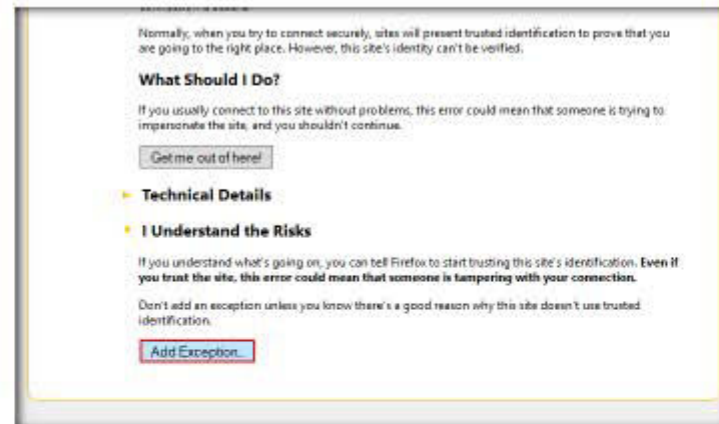 Normally, when you try to connect securely, sites will present trusted identification to prove that you
are going to the right place. However, this site's identity can't be verified.
What Should I Do?
If you usually connect to this site without problems, this error could mean that someone is trying to
impersonate the site, and you shouldn't continue.
Get me out of here!
Technical Details
I Understand the Risks
If you understand what's going on, you can tell Firefox to start trusting this site's identification. Even if
you trust the site, this error could mean that someone is tampering with your connection.
Don't add an exception unless you know there's a good reason why this site doesn't use trusted
identification.
Add Exception...